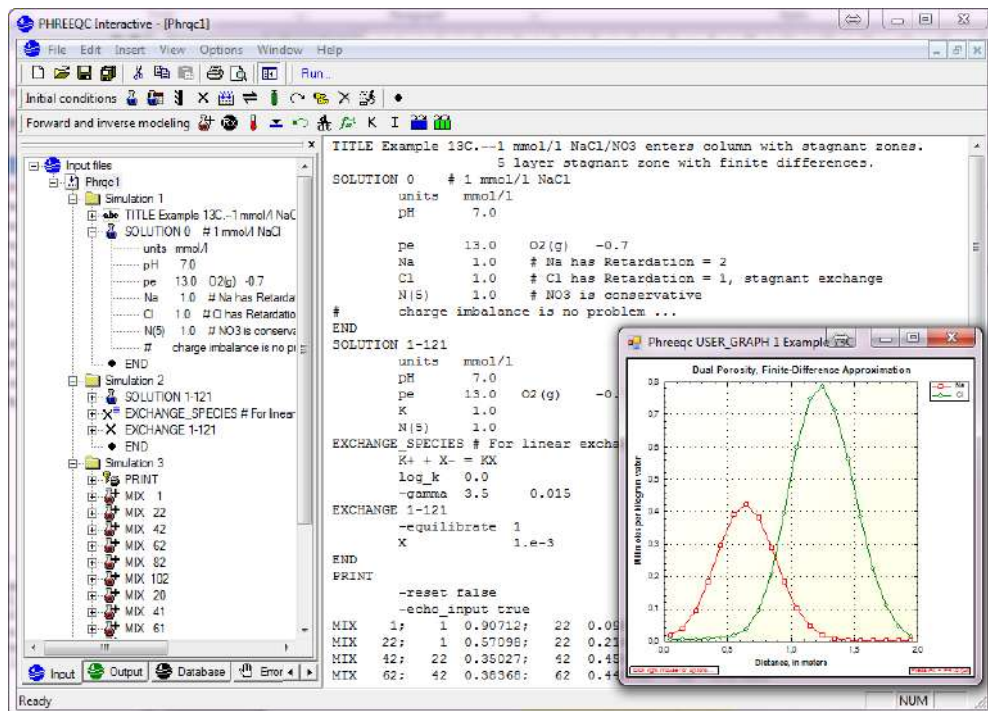 PHREEQC Interactive - [Phrqc1]
File Edit Insert View Options Window Help
Run...
Initial conditions
Forward and inverse modeling K I
Input files
Phrqc1
Simulation 1
TITLE Example 13C.--1 mmol/l NaC
SOLUTION 0 # 1 mmol/l NaCl
units mmol/l
pH 7.0
pe 13.0 O2(g) -0.7
Na 1.0 # Na has Retarda
Cl 1.0 # Cl has Retardatio
N(5) 1.0 # NO3 is conserva
# charge imbalance is no p
END
Simulation 2
SOLUTION 1-121
EXCHANGE_SPECIES # For linear
EXCHANGE 1-121
END
Simulation 3
PRINT
MIX 1
MIX 22
MIX 42
MIX 62
MIX 82
MIX 102
MIX 20
MIX 41
MIX 61
Input Output Database Error
Ready
NUM
TITLE Example 13C.--1 mmol/l NaCl/NO3 enters column with stagnant zones.
5 layer stagnant zone with finite differences.
SOLUTION 0 # 1 mmol/l NaCl
units mmol/l
pH 7.0
pe 13.0 O2(g) -0.7
Na 1.0 # Na has Retardation = 2
Cl 1.0 # Cl has Retardation = 1, stagnant exchange
N(5) 1.0 # NO3 is conservative
# charge imbalance is no problem ...
END
SOLUTION 1-121
units mmol/l
pH 7.0
pe 13.0 O2(g) -0.
K 1.0
N(5) 1.0
EXCHANGE_SPECIES # For linear excha
K+ + X- = KX
log_k 0.0
-gamma 3.5 0.015
EXCHANGE 1-121
-equilibrate 1
X 1.e-3
END
PRINT
-reset false
-echo_input true
MIX 1; 1 0.90712; 22 0.09
MIX 22; 1 0.57098; 22 0.21
MIX 42; 22 0.35027; 42 0.45
MIX 62; 42 0.38368; 62 0.44
Phreeqc USER_GRAPH 1 Example 13C
Dual Porosity, Finite-Difference Approximation
Na
Cl
Millimoles per kilogram water
0.8
0.7
0.6
0.5
0.4
0.3
0.2
0.1
0.0
0.0 0.5 1.0 1.5 2.0
Distance, in meters